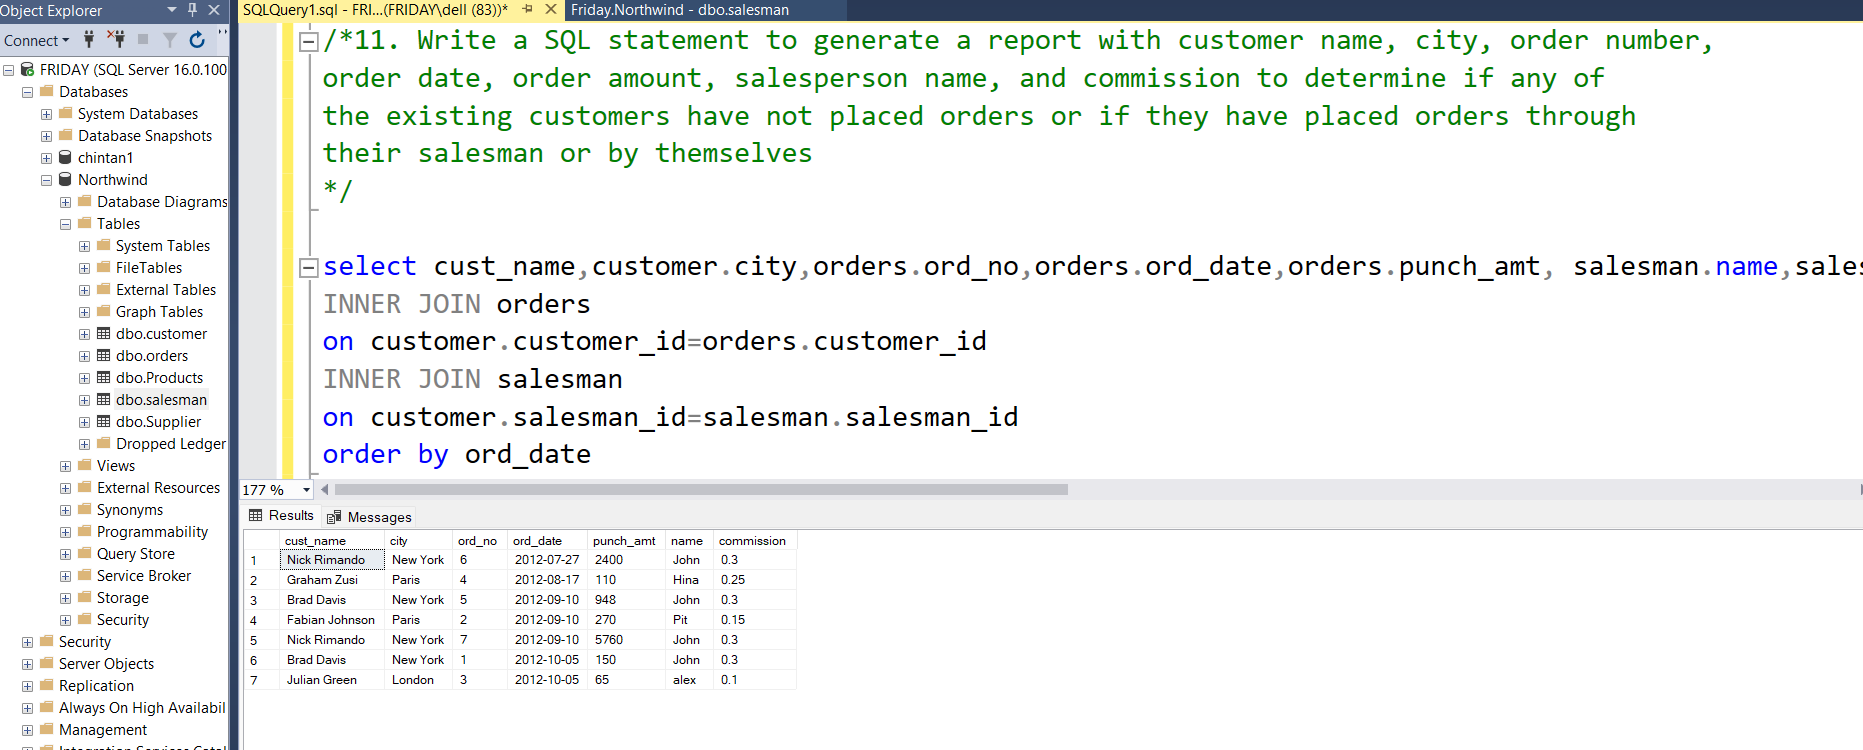 Object Explorer
Connect
FRIDAY (SQL Server 16.0.100
Databases
System Databases
Database Snapshots
chintan1
Northwind
Database Diagrams
Tables
System Tables
FileTables
External Tables
Graph Tables
dbo.customer
dbo.orders
dbo.Products
dbo.salesman
dbo.Supplier
Dropped Ledger
Views
External Resources
Synonyms
Programmability
Query Store
Service Broker
Storage
Security
Security
Server Objects
Replication
Always On High Availabil
Management
Integration Services Catal
SQLQuery1.sql - FRI...(FRIDAY\dell (83))*
Friday.Northwind - dbo.salesman
/*11. Write a SQL statement to generate a report with customer name, city, order number,
order date, order amount, salesperson name, and commission to determine if any of
the existing customers have not placed orders or if they have placed orders through
their salesman or by themselves
*/
select cust_name,customer.city,orders.ord_no,orders.ord_date,orders.punch_amt, salesman.name,sales
INNER JOIN orders
on customer.customer_id=orders.customer_id
INNER JOIN salesman
on customer.salesman_id=salesman.salesman_id
order by ord_date
177 %
Results Messages
cust_name city ord_no ord_date punch_amt name commission
1 Nick Rimando New York 6 2012-07-27 2400 John 0.3
2 Graham Zusi Paris 4 2012-08-17 110 Hina 0.25
3 Brad Davis New York 5 2012-09-10 948 John 0.3
4 Fabian Johnson Paris 2 2012-09-10 270 Pit 0.15
5 Nick Rimando New York 7 2012-09-10 5760 John 0.3
6 Brad Davis New York 1 2012-10-05 150 John 0.3
7 Julian Green London 3 2012-10-05 65 alex 0.1